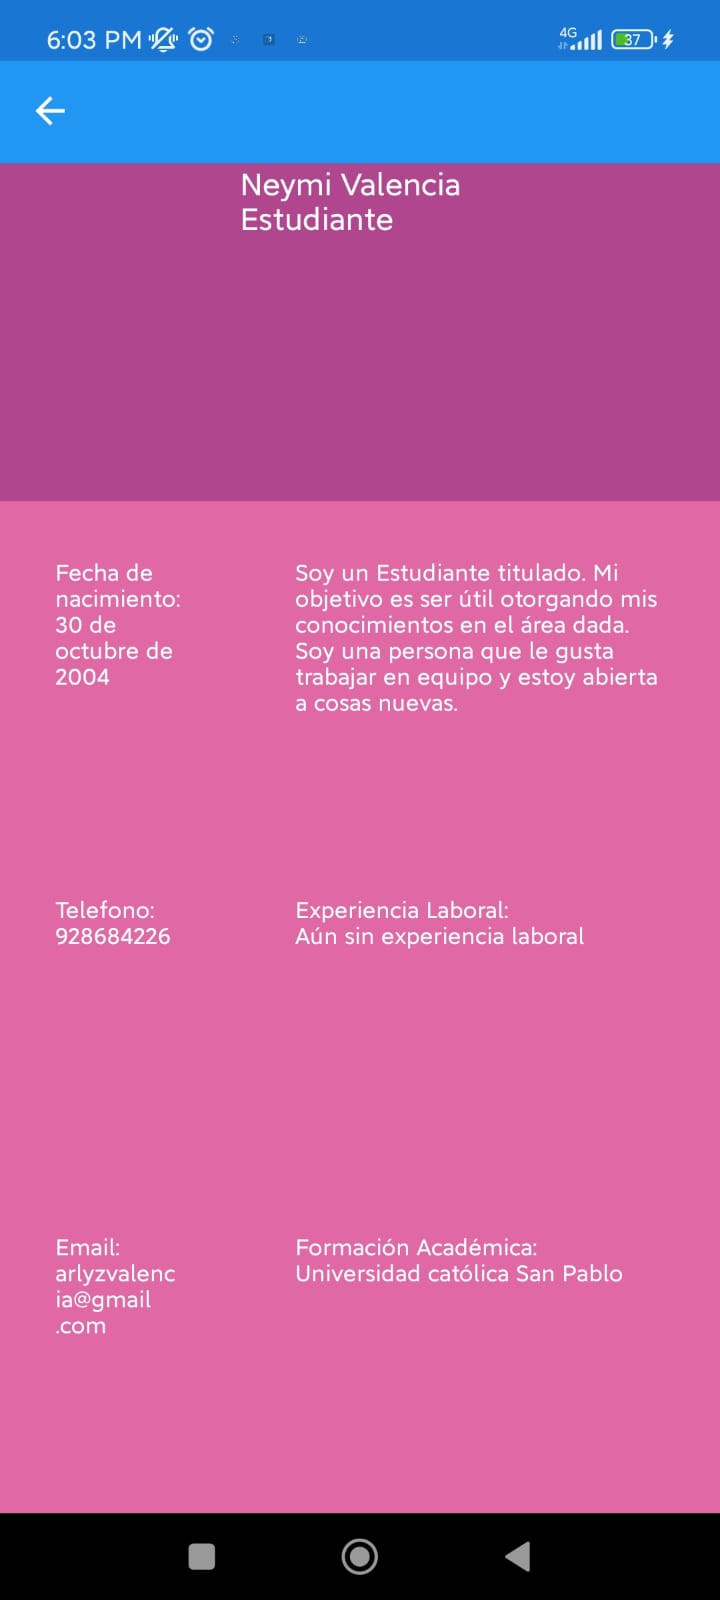 6:03 PM
4G
37
Neymi Valencia
Estudiante
Fecha de
nacimiento:
30 de
octubre de
2004
Soy un Estudiante titulado. Mi
objetivo es ser útil otorgando mis
conocimientos en el área dada.
Soy una persona que le gusta
trabajar en equipo y estoy abierta
a cosas nuevas.
Telefono:
928684226
Experiencia Laboral:
Aún sin experiencia laboral
Email:
arlyzvalenc
ia@gmail
.com
Formación Académica:
Universidad católica San Pablo